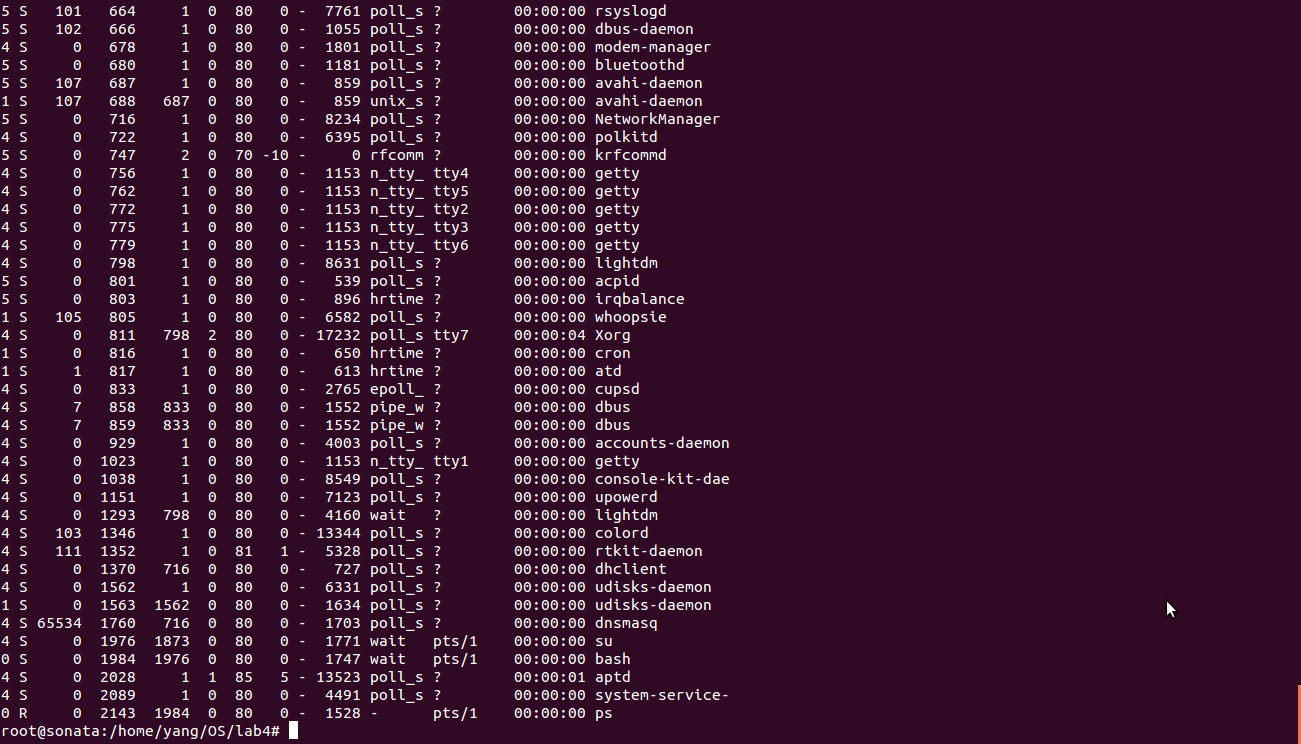 5 S   101   664     1  0  80   0 -  7761 poll_s ?        00:00:00 rsyslogd
5 S   102   666     1  0  80   0 -  1055 poll_s ?        00:00:00 dbus-daemon
4 S     0   678     1  0  80   0 -  1801 poll_s ?        00:00:00 modem-manager
5 S     0   680     1  0  80   0 -  1181 poll_s ?        00:00:00 bluetoothd
5 S   107   687     1  0  80   0 -   859 poll_s ?        00:00:00 avahi-daemon
1 S   107   688   687  0  80   0 -   859 unix_s ?        00:00:00 avahi-daemon
5 S     0   716     1  0  80   0 -  8234 poll_s ?        00:00:00 NetworkManager
4 S     0   722     1  0  80   0 -  6395 poll_s ?        00:00:00 polkitd
5 S     0   747     2  0  70 -10 -     0 rfcomm ?        00:00:00 krfcommd
4 S     0   756     1  0  80   0 -  1153 n_tty_ tty4     00:00:00 getty
4 S     0   762     1  0  80   0 -  1153 n_tty_ tty5     00:00:00 getty
4 S     0   772     1  0  80   0 -  1153 n_tty_ tty2     00:00:00 getty
4 S     0   775     1  0  80   0 -  1153 n_tty_ tty3     00:00:00 getty
4 S     0   779     1  0  80   0 -  1153 n_tty_ tty6     00:00:00 getty
4 S     0   798     1  0  80   0 -  8631 poll_s ?        00:00:00 lightdm
5 S     0   801     1  0  80   0 -   539 poll_s ?        00:00:00 acpid
5 S     0   803     1  0  80   0 -   896 hrtime ?        00:00:00 irqbalance
1 S   105   805     1  0  80   0 -  6582 poll_s ?        00:00:00 whoopsie
4 S     0   811   798  2  80   0 - 17232 poll_s tty7     00:00:04 Xorg
1 S     0   816     1  0  80   0 -   650 hrtime ?        00:00:00 cron
1 S     1   817     1  0  80   0 -   613 hrtime ?        00:00:00 atd
4 S     0   833     1  0  80   0 -  2765 epoll_ ?        00:00:00 cupsd
4 S     7   858   833  0  80   0 -  1552 pipe_w ?        00:00:00 dbus
4 S     7   859   833  0  80   0 -  1552 pipe_w ?        00:00:00 dbus
4 S     0   929     1  0  80   0 -  4003 poll_s ?        00:00:00 accounts-daemon
4 S     0  1023     1  0  80   0 -  1153 n_tty_ tty1     00:00:00 getty
4 S     0  1038     1  0  80   0 -  8549 poll_s ?        00:00:00 console-kit-dae
4 S     0  1151     1  0  80   0 -  7123 poll_s ?        00:00:00 upowerd
4 S     0  1293   798  0  80   0 -  4160 wait   ?        00:00:00 lightdm
4 S   103  1346     1  0  80   0 - 13344 poll_s ?        00:00:00 colord
4 S   111  1352     1  0  81   1 -  5328 poll_s ?        00:00:00 rtkit-daemon
4 S     0  1370   716  0  80   0 -   727 poll_s ?        00:00:00 dhclient
4 S     0  1562     1  0  80   0 -  6331 poll_s ?        00:00:00 udisks-daemon
1 S     0  1563  1562  0  80   0 -  1634 poll_s ?        00:00:00 udisks-daemon
4 S 65534  1760   716  0  80   0 -  1703 poll_s ?        00:00:00 dnsmasq
4 S     0  1976  1873  0  80   0 -  1771 wait   pts/1    00:00:00 su
0 S     0  1984  1976  0  80   0 -  1747 wait   pts/1    00:00:00 bash
4 S     0  2028     1  1  85   5 - 13523 poll_s ?        00:00:01 aptd
4 S     0  2089     1  0  80   0 -  4491 poll_s ?        00:00:00 system-service-
0 R     0  2143  1984  0  80   0 -  1528 -      pts/1    00:00:00 ps
root@sonata:/home/yang/OS/lab4#